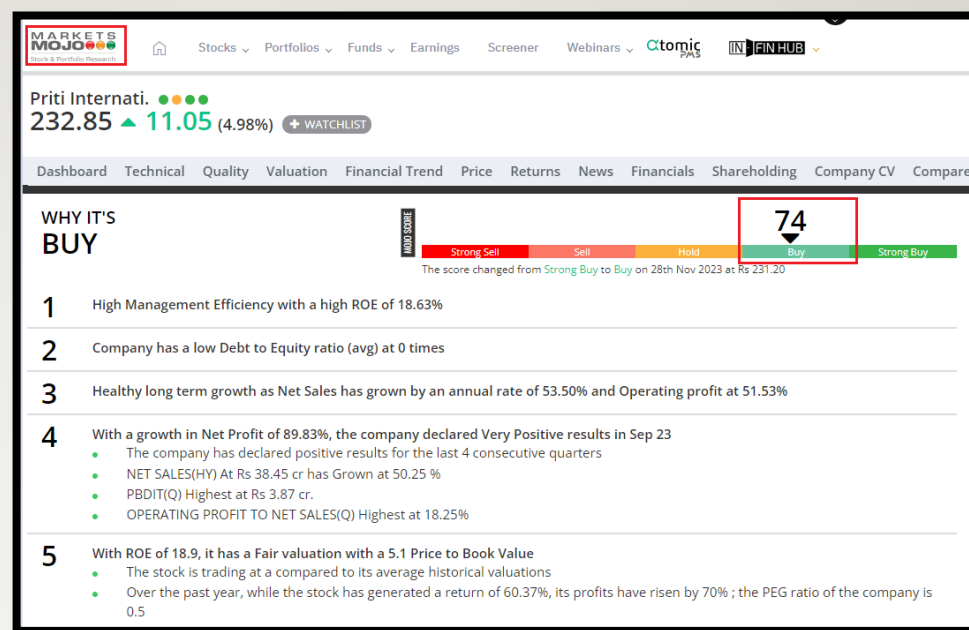 MARKETS
MOJO
Stock & Portfolio Research
Stocks Portfolios Funds Earnings Screener Webinars atomic PMS IN FIN HUB
Priti Internati.
232.85 ▲ 11.05 (4.98%) + WATCHLIST
Dashboard Technical Quality Valuation Financial Trend Price Returns News Financials Shareholding Company CV Compare
WHY IT'S
BUY
MOJO SCORE
74
Strong Sell Sell Hold Buy Strong Buy
The score changed from Strong Buy to Buy on 28th Nov 2023 at Rs 231.20
1 High Management Efficiency with a high ROE of 18.63%
2 Company has a low Debt to Equity ratio (avg) at 0 times
3 Healthy long term growth as Net Sales has grown by an annual rate of 53.50% and Operating profit at 51.53%
4 With a growth in Net Profit of 89.83%, the company declared Very Positive results in Sep 23
• The company has declared positive results for the last 4 consecutive quarters
• NET SALES(HY) At Rs 38.45 cr has Grown at 50.25 %
• PBDIT(Q) Highest at Rs 3.87 cr.
• OPERATING PROFIT TO NET SALES(Q) Highest at 18.25%
5 With ROE of 18.9, it has a Fair valuation with a 5.1 Price to Book Value
• The stock is trading at a compared to its average historical valuations
• Over the past year, while the stock has generated a return of 60.37%, its profits have risen by 70% ; the PEG ratio of the company is
0.5